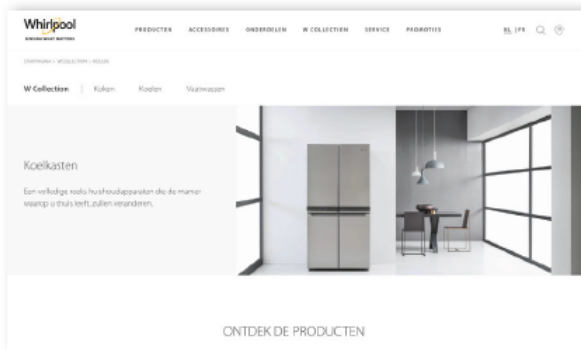 Whirlpool
PRODUCTEN ACCESSOIRES ONDERDELEN W COLLECTION SERVICE PROMOTIES NL | FR
W Collection | Koken Koelen Vaatwassen
Koelkasten
Een volledige reeks huishoudapparaten die de manier
waarop u thuis leeft, zullen veranderen.
ONTDEK DE PRODUCTEN